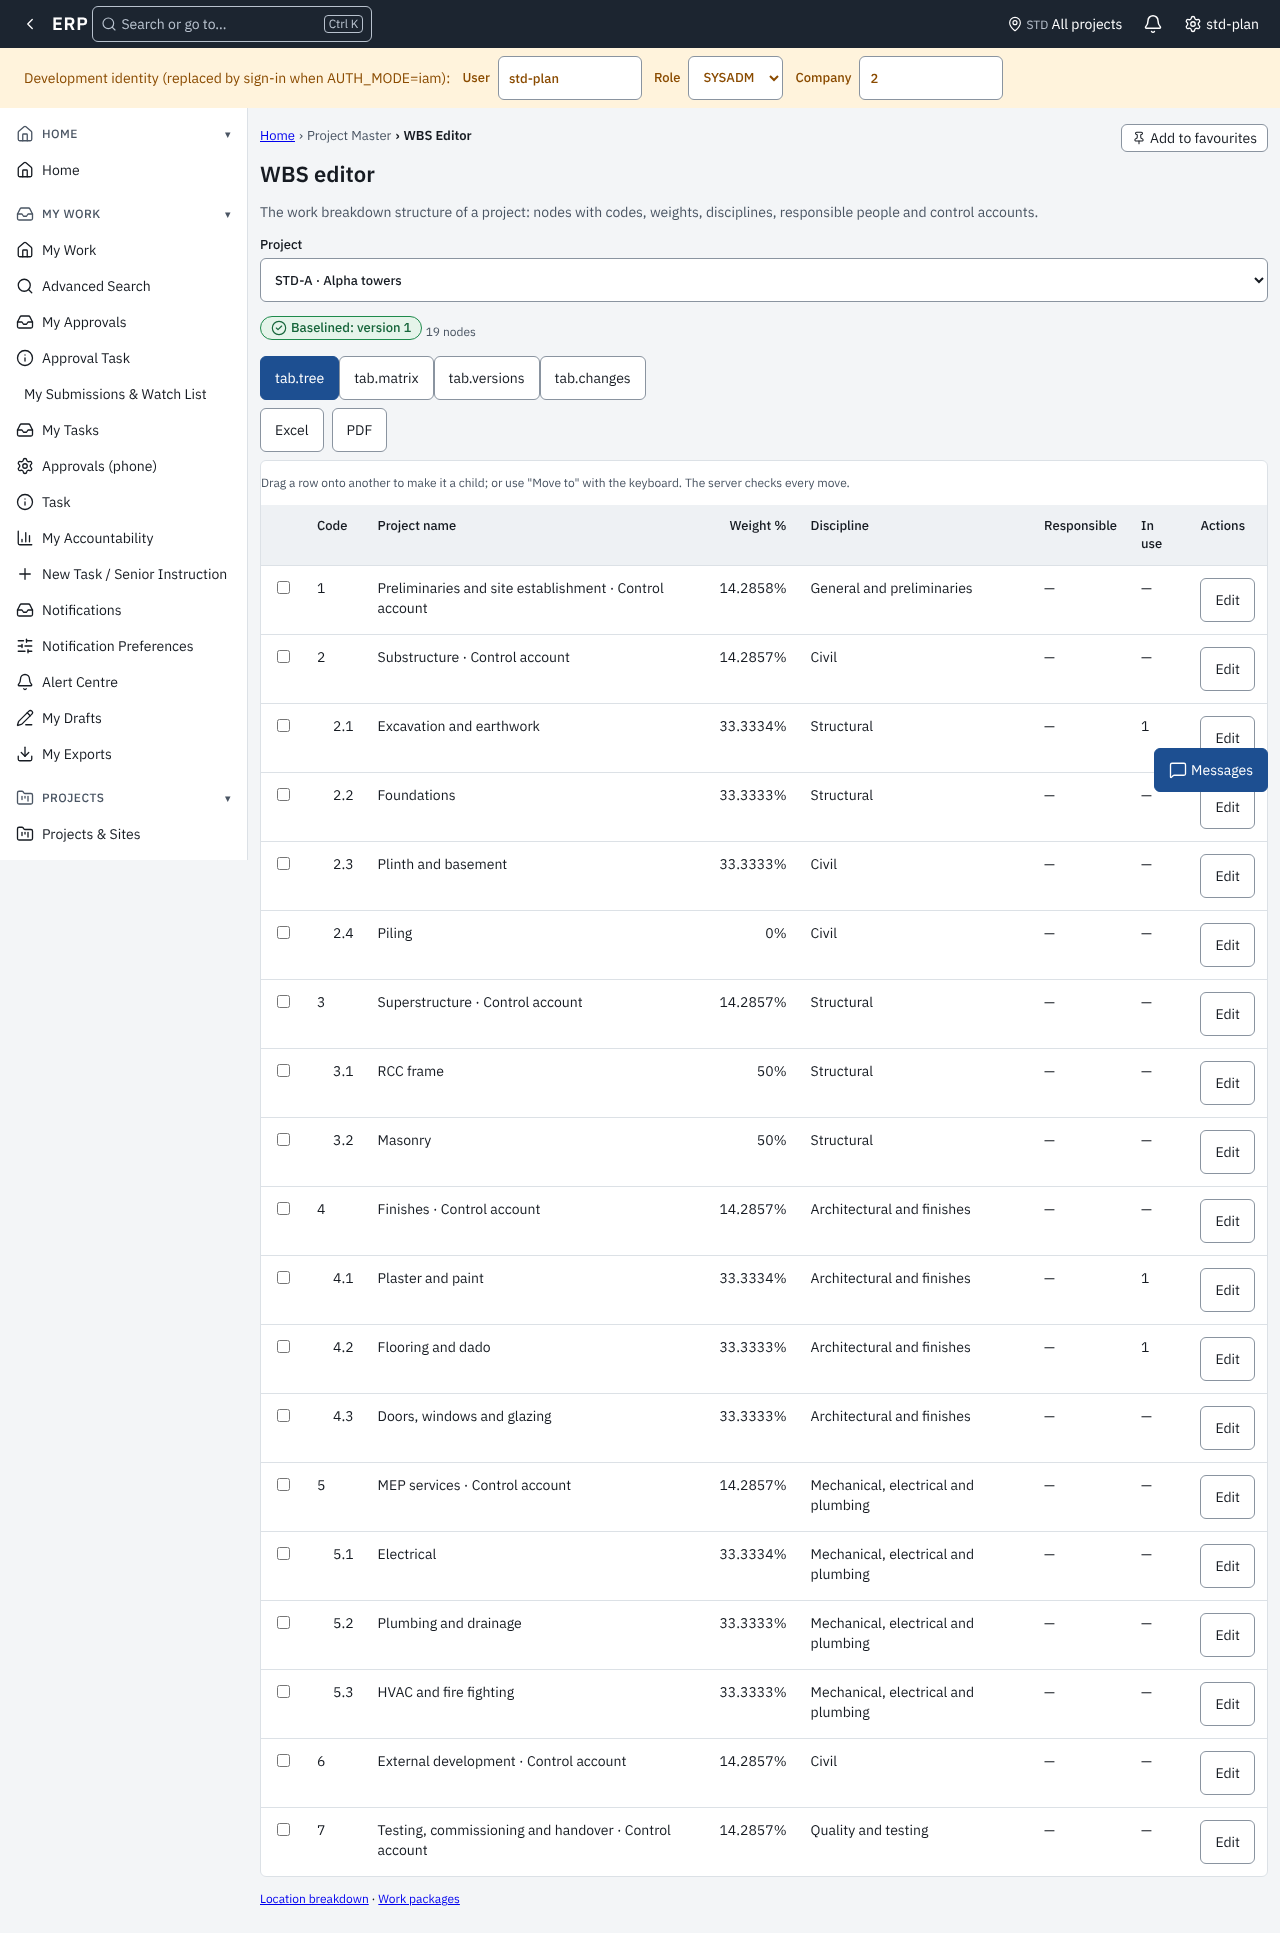 ERP Search or go to... Ctrl K STD All projects std-plan
Development identity (replaced by sign-in when AUTH_MODE=iam): User std-plan Role SYSADM Company 2
HOME
Home
MY WORK
My Work
Advanced Search
My Approvals
Approval Task
My Submissions & Watch List
My Tasks
Approvals (phone)
Task
My Accountability
New Task / Senior Instruction
Notifications
Notification Preferences
Alert Centre
My Drafts
My Exports
PROJECTS
Projects & Sites
Home › Project Master › WBS Editor
Add to favourites
WBS editor
The work breakdown structure of a project: nodes with codes, weights, disciplines, responsible people and control accounts.
Project
STD-A · Alpha towers
Baselined: version 1 19 nodes
tab.tree tab.matrix tab.versions tab.changes
Excel PDF
Drag a row onto another to make it a child; or use "Move to" with the keyboard. The server checks every move.
Code Project name Weight % Discipline Responsible In use Actions
1 Preliminaries and site establishment · Control account 14.2858% General and preliminaries — — Edit
2 Substructure · Control account 14.2857% Civil — — Edit
2.1 Excavation and earthwork 33.3334% Structural — 1 Edit
Messages
2.2 Foundations 33.3333% Structural — — Edit
2.3 Plinth and basement 33.3333% Civil — — Edit
2.4 Piling 0% Civil — — Edit
3 Superstructure · Control account 14.2857% Structural — — Edit
3.1 RCC frame 50% Structural — — Edit
3.2 Masonry 50% Structural — — Edit
4 Finishes · Control account 14.2857% Architectural and finishes — — Edit
4.1 Plaster and paint 33.3334% Architectural and finishes — 1 Edit
4.2 Flooring and dado 33.3333% Architectural and finishes — 1 Edit
4.3 Doors, windows and glazing 33.3333% Architectural and finishes — — Edit
5 MEP services · Control account 14.2857% Mechanical, electrical and plumbing — — Edit
5.1 Electrical 33.3334% Mechanical, electrical and plumbing — — Edit
5.2 Plumbing and drainage 33.3333% Mechanical, electrical and plumbing — — Edit
5.3 HVAC and fire fighting 33.3333% Mechanical, electrical and plumbing — — Edit
6 External development · Control account 14.2857% Civil — — Edit
7 Testing, commissioning and handover · Control account 14.2857% Quality and testing — — Edit
Location breakdown · Work packages